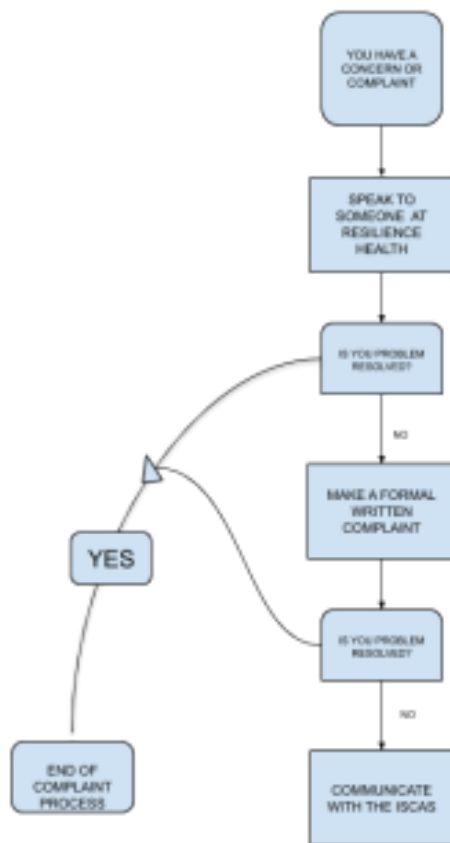 YOU HAVE A
CONCERN OR
COMPLAINT
SPEAK TO
SOMEONE AT
RESILIENCE
HEALTH
IS YOU PROBLEM
RESOLVED?
NO
MAKE A FORMAL
WRITTEN
COMPLAINT
YES
IS YOU PROBLEM
RESOLVED?
NO
END OF
COMPLAINT
PROCESS
COMMUNICATE
WITH THE ISCAS